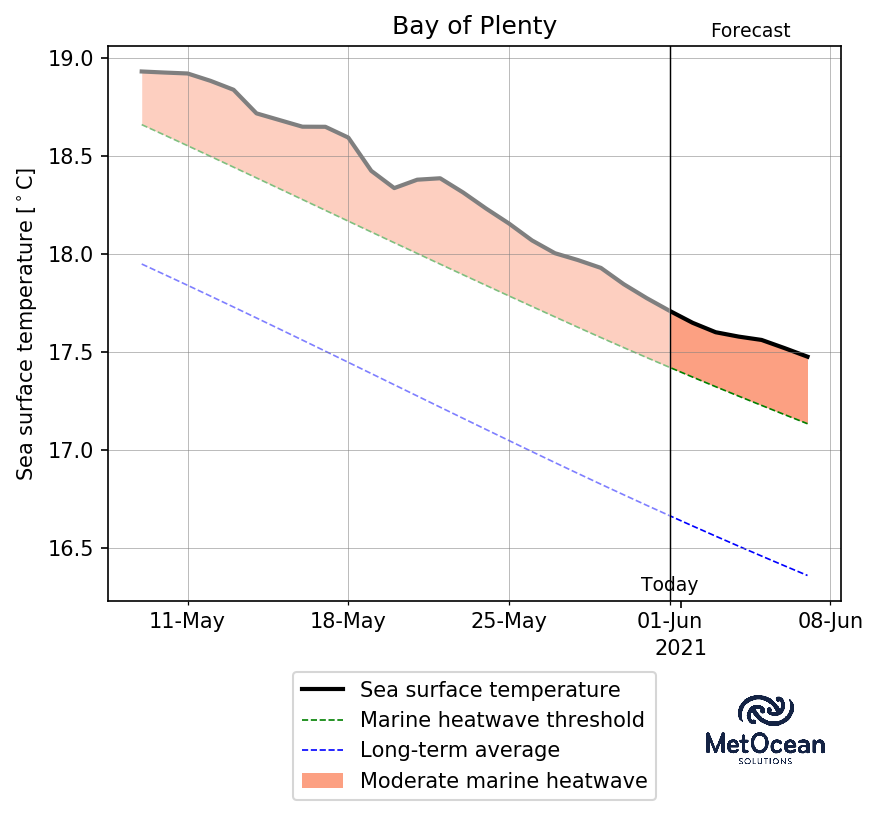 Bay of Plenty
Forecast
Sea surface temperature [°C]
19.0
18.5
18.0
17.5
17.0
16.5
Today
11-May
18-May
25-May
01-Jun
08-Jun
2021
Sea surface temperature
Marine heatwave threshold
Long-term average
Moderate marine heatwave
MetOcean
SOLUTIONS